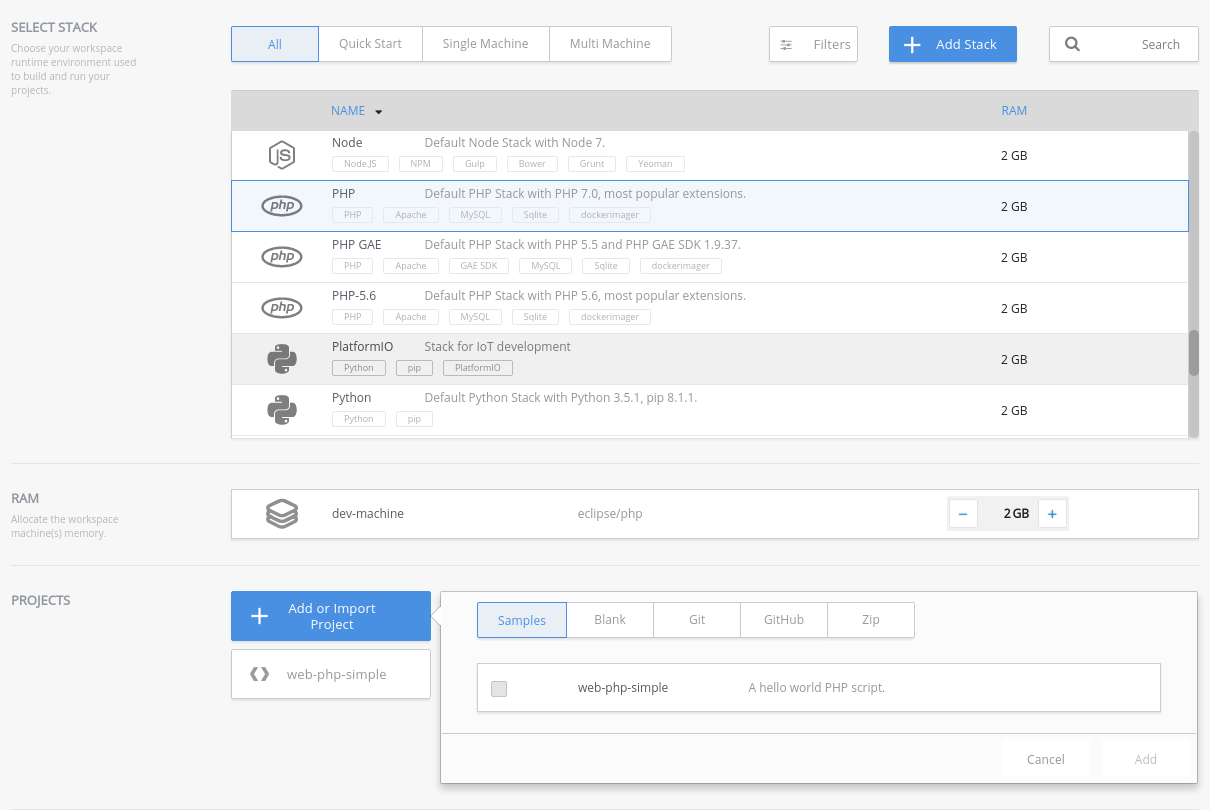 SELECT STACK
Choose your workspace
runtime environment used
to build and run your
projects.
All
Quick Start
Single Machine
Multi Machine
Filters
Add Stack
Search
NAME
RAM
JS
Node
Default Node Stack with Node 7.
Node.JS
NPM
Gulp
Bower
Grunt
Yeoman
2 GB
php
PHP
Default PHP Stack with PHP 7.0, most popular extensions.
PHP
Apache
MySQL
Sqlite
dockerimager
2 GB
php
PHP GAE
Default PHP Stack with PHP 5.5 and PHP GAE SDK 1.9.37.
PHP
Apache
GAE SDK
MySQL
Sqlite
dockerimager
2 GB
php
PHP-5.6
Default PHP Stack with PHP 5.6, most popular extensions.
PHP
Apache
MySQL
Sqlite
dockerimager
2 GB
PlatformIO
Stack for IoT development
Python
pip
PlatformIO
2 GB
Python
Default Python Stack with Python 3.5.1, pip 8.1.1.
Python
pip
2 GB
RAM
Allocate the workspace
machine(s) memory.
dev-machine
eclipse/php
2 GB
PROJECTS
Add or Import
Project
web-php-simple
Samples
Blank
Git
GitHub
Zip
web-php-simple
A hello world PHP script.
Cancel
Add